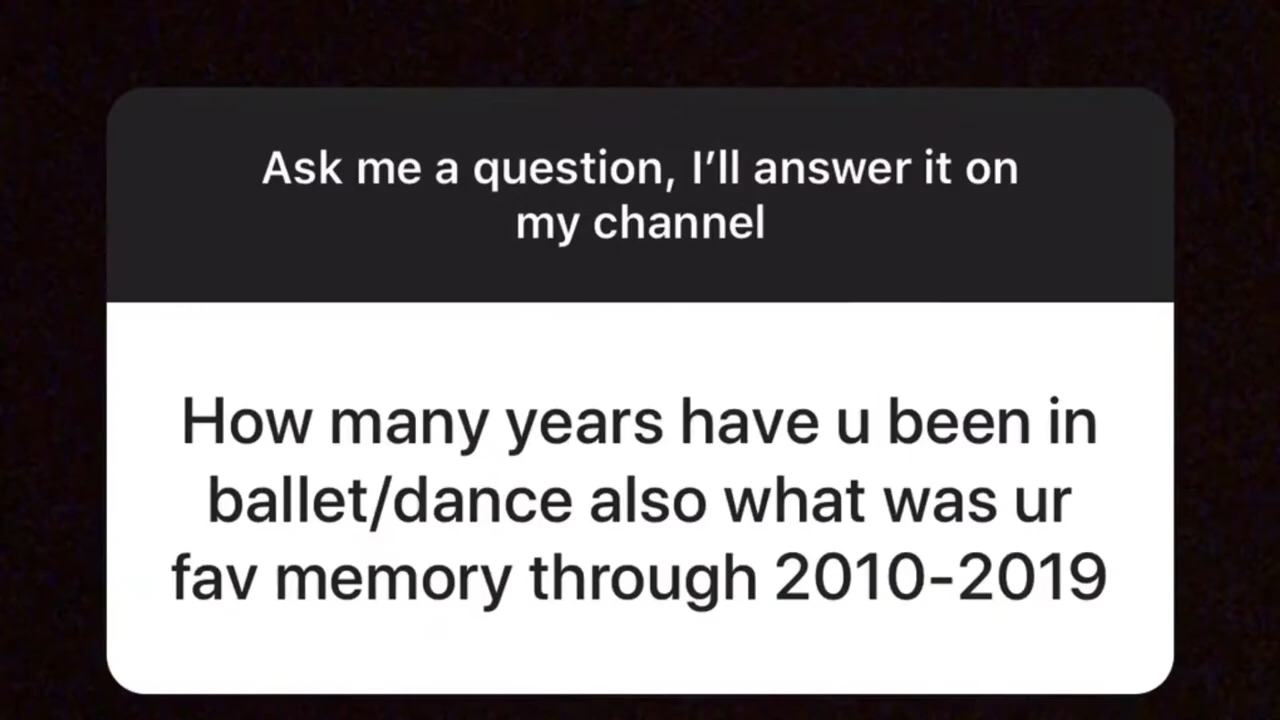 Ask me a question, I’ll answer it on
my channel
How many years have u been in
ballet/dance also what was ur
fav memory through 2010-2019